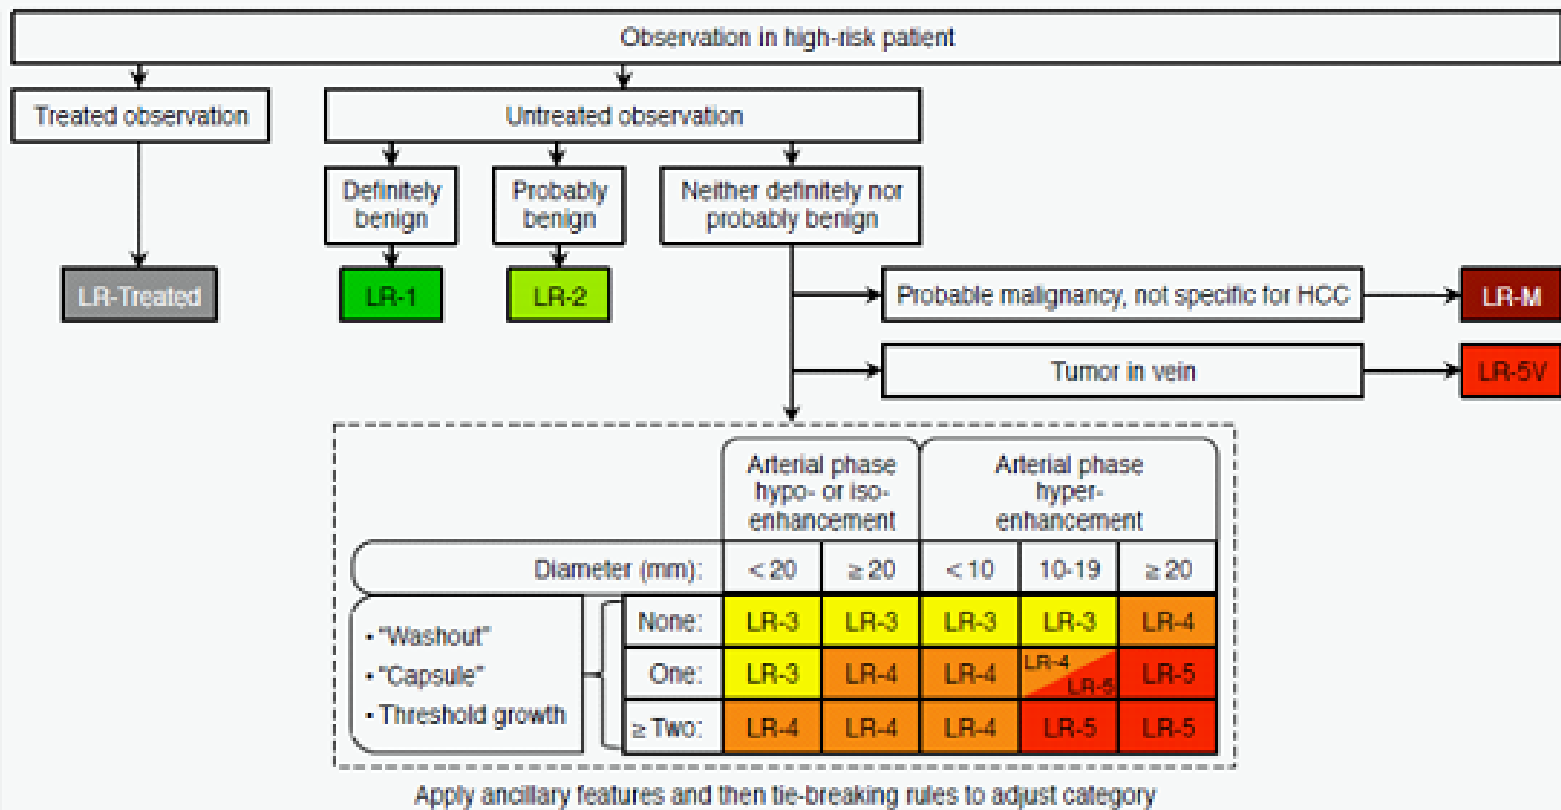 Observation in high-risk patient
Treated observation
Untreated observation
Definitely
benign
Probably
benign
Neither definitely nor
probably benign
LR-Treated
LR-1
LR-2
Probable malignancy, not specific for HCC
LR-M
Tumor in vein
LR-5V
Arterial phase
hypo- or iso-
enhancement
Arterial phase
hyper-
enhancement
Diameter (mm): < 20 ≥ 20 < 10 10-19 ≥ 20
• "Washout"
• "Capsule"
• Threshold growth
None: LR-3 LR-3 LR-3 LR-3 LR-4
One: LR-3 LR-4 LR-4 LR-4 LR-5 LR-5
≥ Two: LR-4 LR-4 LR-4 LR-5 LR-5
Apply ancillary features and then tie-breaking rules to adjust category